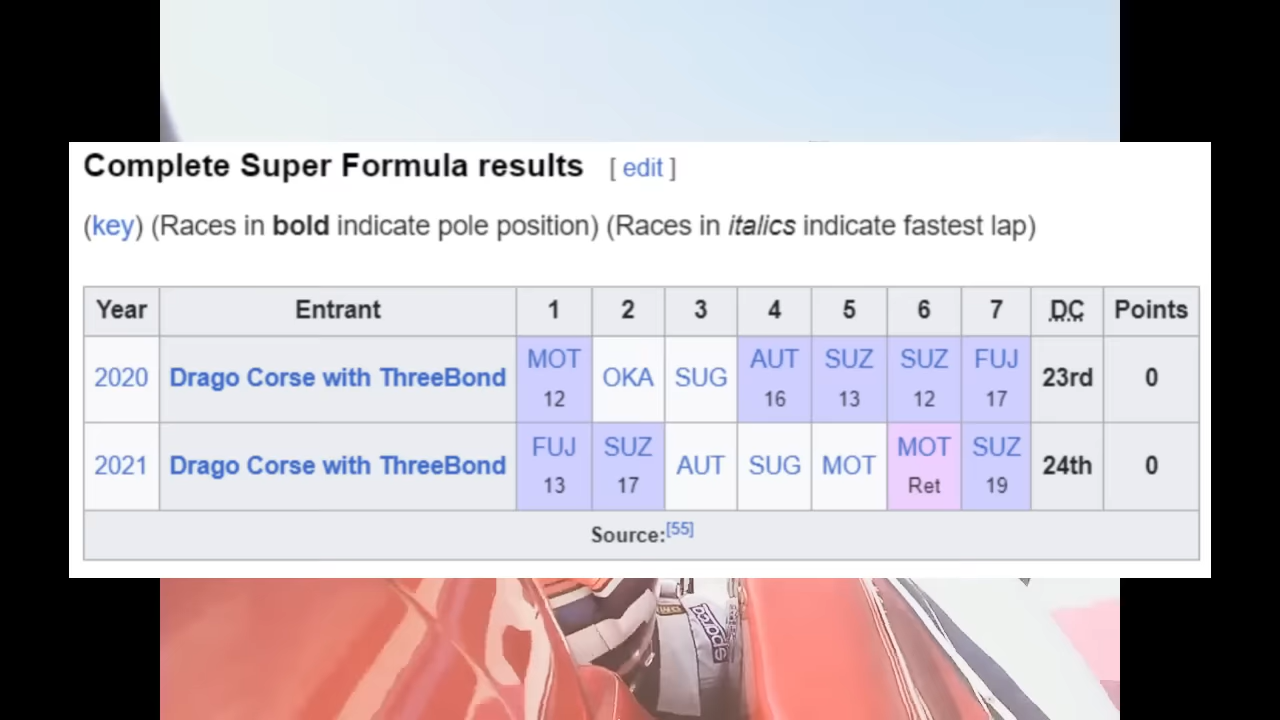 Complete Super Formula results [ edit ]
(key) (Races in bold indicate pole position) (Races in italics indicate fastest lap)
Year Entrant 1 2 3 4 5 6 7 DC Points
2020 Drago Corse with ThreeBond MOT 12 OKA SUG AUT 16 SUZ 13 SUZ 12 FUJ 17 23rd 0
2021 Drago Corse with ThreeBond FUJ 13 SUZ 17 AUT SUG MOT MOT Ret SUZ 19 24th 0
Source:[55]
sparco